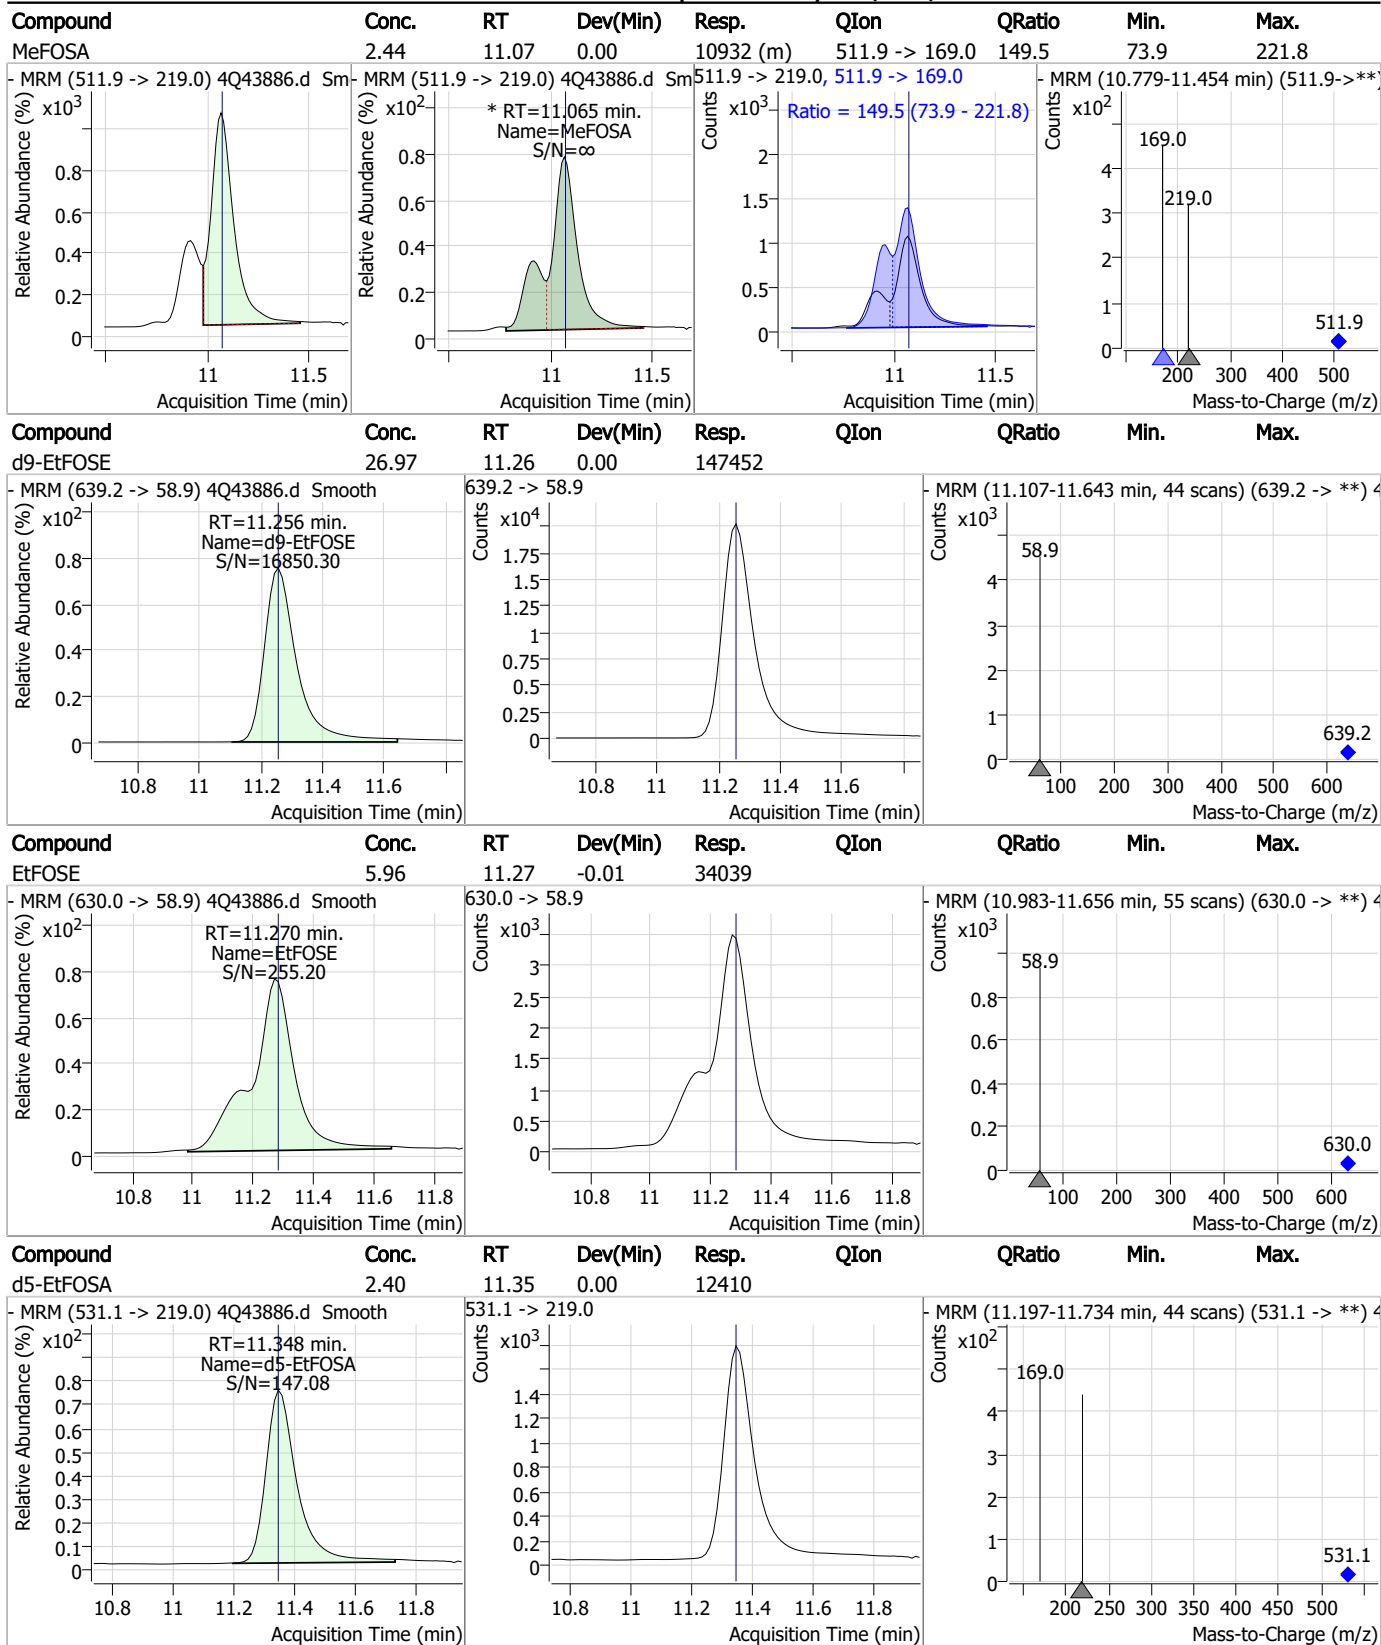 Compound Conc. RT Dev(Min) Resp. QIon QRatio Min. Max.
MeFOSA 2.44 11.07 0.00 10932 (m) 511.9 -> 169.0 149.5 73.9 221.8
- MRM (511.9 -> 219.0) 4Q43886.d Sm
Relative Abundance (%)
x10³
0.8
0.6
0.4
0.2
0
11 11.5
Acquisition Time (min)
- MRM (511.9 -> 219.0) 4Q43886.d Sm
Relative Abundance (%)
x10²
* RT=11.065 min.
Name=MeFOSA
S/N=∞
0.8
0.6
0.4
0.2
0
11 11.5
Acquisition Time (min)
511.9 -> 219.0, 511.9 -> 169.0
Counts
x10³
Ratio = 149.5 (73.9 - 221.8)
2
1.5
1
0.5
0
11 11.5
Acquisition Time (min)
- MRM (10.779-11.454 min) (511.9->**)
Counts
x10²
169.0
219.0
511.9
4
3
2
1
0
200 300 400 500
Mass-to-Charge (m/z)
Compound Conc. RT Dev(Min) Resp. QIon QRatio Min. Max.
d9-EtFOSE 26.97 11.26 0.00 147452
- MRM (639.2 -> 58.9) 4Q43886.d Smooth
Relative Abundance (%)
x10²
RT=11.256 min.
Name=d9-EtFOSE
S/N=16850.30
0.8
0.6
0.4
0.2
0
10.8 11 11.2 11.4 11.6
Acquisition Time (min)
639.2 -> 58.9
Counts
x10⁴
1.75
1.5
1.25
1
0.75
0.5
0.25
0
10.8 11 11.2 11.4 11.6
Acquisition Time (min)
- MRM (11.107-11.643 min, 44 scans) (639.2 -> **) 4
Counts
x10³
58.9
639.2
4
3
2
1
0
100 200 300 400 500 600
Mass-to-Charge (m/z)
Compound Conc. RT Dev(Min) Resp. QIon QRatio Min. Max.
EtFOSE 5.96 11.27 -0.01 34039
- MRM (630.0 -> 58.9) 4Q43886.d Smooth
Relative Abundance (%)
x10²
RT=11.270 min.
Name=EtFOSE
S/N=255.20
0.8
0.6
0.4
0.2
0
10.8 11 11.2 11.4 11.6 11.8
Acquisition Time (min)
630.0 -> 58.9
Counts
x10³
3
2.5
2
1.5
1
0.5
0
10.8 11 11.2 11.4 11.6 11.8
Acquisition Time (min)
- MRM (10.983-11.656 min, 55 scans) (630.0 -> **) 4
Counts
x10³
58.9
630.0
0.8
0.6
0.4
0.2
0
100 200 300 400 500 600
Mass-to-Charge (m/z)
Compound Conc. RT Dev(Min) Resp. QIon QRatio Min. Max.
d5-EtFOSA 2.40 11.35 0.00 12410
- MRM (531.1 -> 219.0) 4Q43886.d Smooth
Relative Abundance (%)
x10²
RT=11.348 min.
Name=d5-EtFOSA
S/N=147.08
0.8
0.7
0.6
0.5
0.4
0.3
0.2
0.1
0
10.8 11 11.2 11.4 11.6 11.8
Acquisition Time (min)
531.1 -> 219.0
Counts
x10³
1.4
1.2
1
0.8
0.6
0.4
0.2
0
10.8 11 11.2 11.4 11.6 11.8
Acquisition Time (min)
- MRM (11.197-11.734 min, 44 scans) (531.1 -> **) 4
Counts
x10²
169.0
531.1
4
3
2
1
0
200 250 300 350 400 450 500
Mass-to-Charge (m/z)